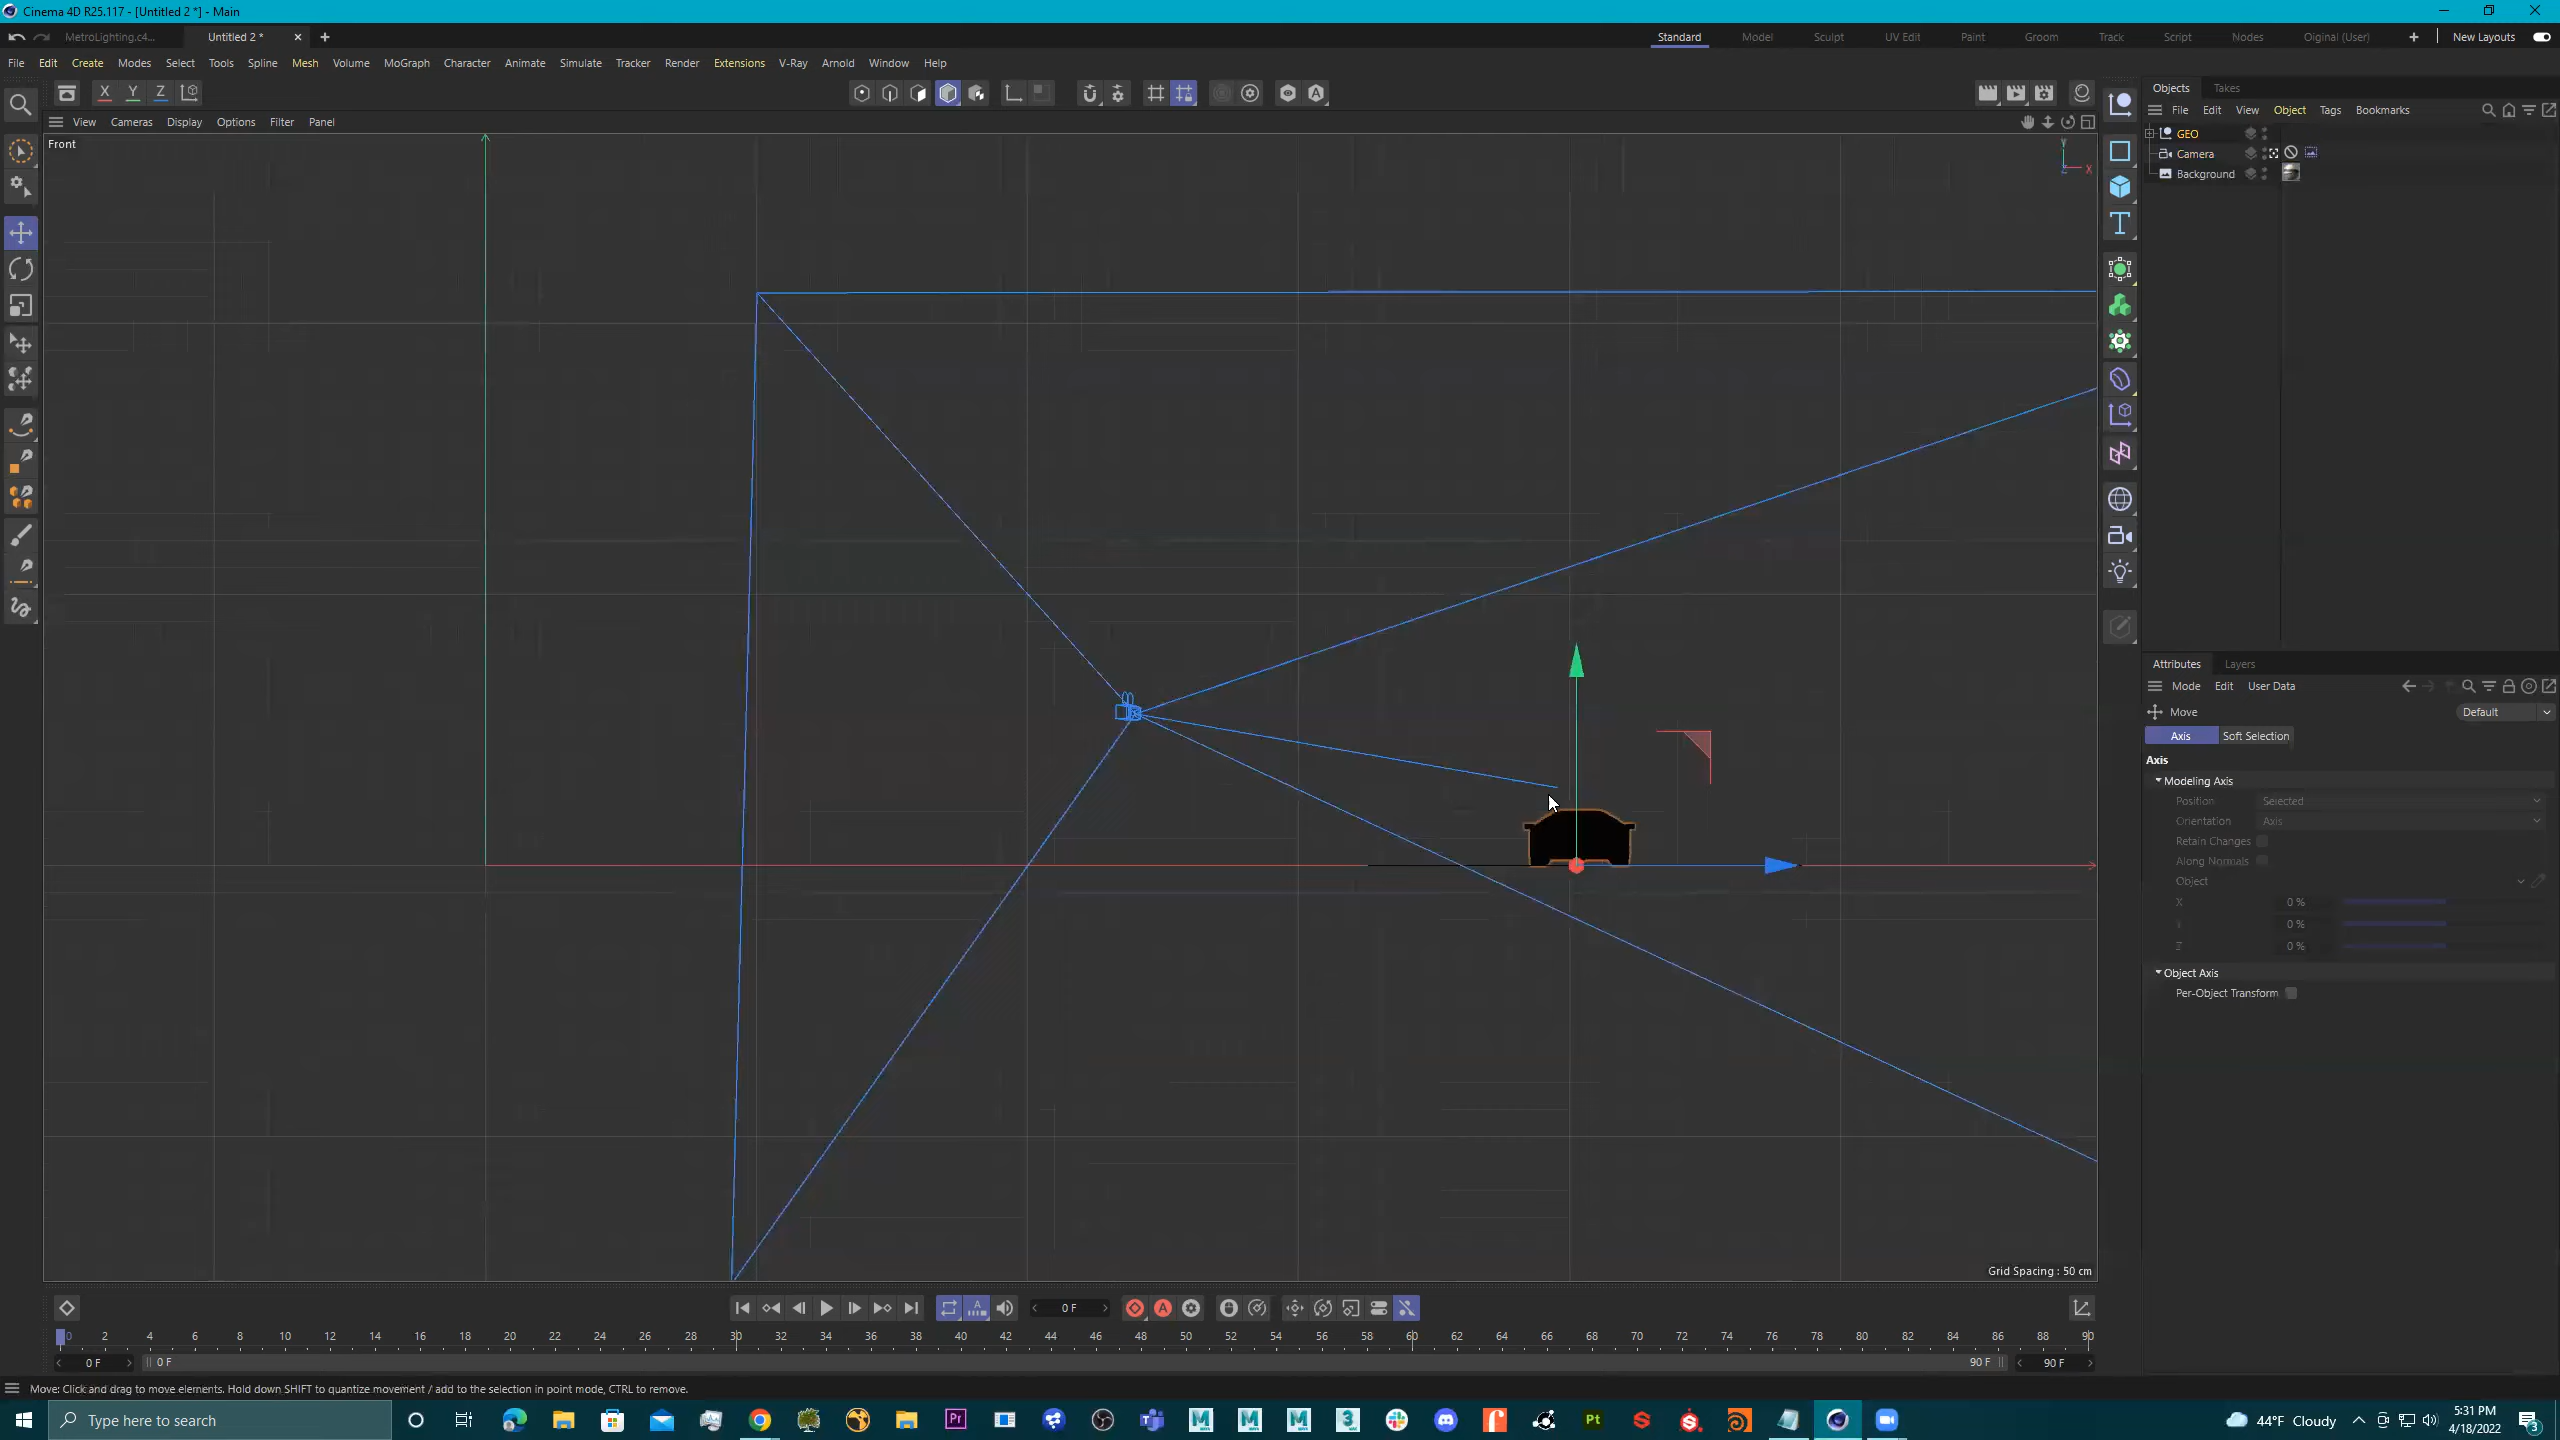 Cinema 4D R25.117 - [Untitled 2 *] - Main
MetroLighting.c4...
Untitled 2 *
Standard
Model
Sculpt
UV Edit
Paint
Groom
Track
Script
Nodes
Oiginal (User)
New Layouts
File Edit Create Modes Select Tools Spline Mesh Volume MoGraph Character Animate Simulate Tracker Render Extensions V-Ray Arnold Window Help
X Y Z
View Cameras Display Options Filter Panel
Front
Y
X
Z
Grid Spacing : 50 cm
Objects Takes
File Edit View Object Tags Bookmarks
GEO
Camera
Background
Attributes Layers
Mode Edit User Data
Move
Default
Axis Soft Selection
Axis
Modeling Axis
Position Selected
Orientation Axis
Retain Changes
Along Normals
Object
X 0 %
Y 0 %
Z 0 %
Object Axis
Per-Object Transform
0 F
0 2 4 6 8 10 12 14 16 18 20 22 24 26 28 30 32 34 36 38 40 42 44 46 48 50 52 54 56 58 60 62 64 66 68 70 72 74 76 78 80 82 84 86 88 90
0 F
0 F
90 F
90 F
Move: Click and drag to move elements. Hold down SHIFT to quantize movement / add to the selection in point mode, CTRL to remove.
Type here to search
Pr
Pt
44°F Cloudy
5:31 PM
4/18/2022
3